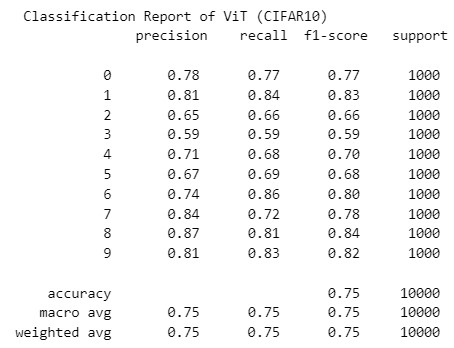 Classification Report of ViT (CIFAR10)
precision recall f1-score support
0 0.78 0.77 0.77 1000
1 0.81 0.84 0.83 1000
2 0.65 0.66 0.66 1000
3 0.59 0.59 0.59 1000
4 0.71 0.68 0.70 1000
5 0.67 0.69 0.68 1000
6 0.74 0.86 0.80 1000
7 0.84 0.72 0.78 1000
8 0.87 0.81 0.84 1000
9 0.81 0.83 0.82 1000
accuracy 0.75 10000
macro avg 0.75 0.75 0.75 10000
weighted avg 0.75 0.75 0.75 10000